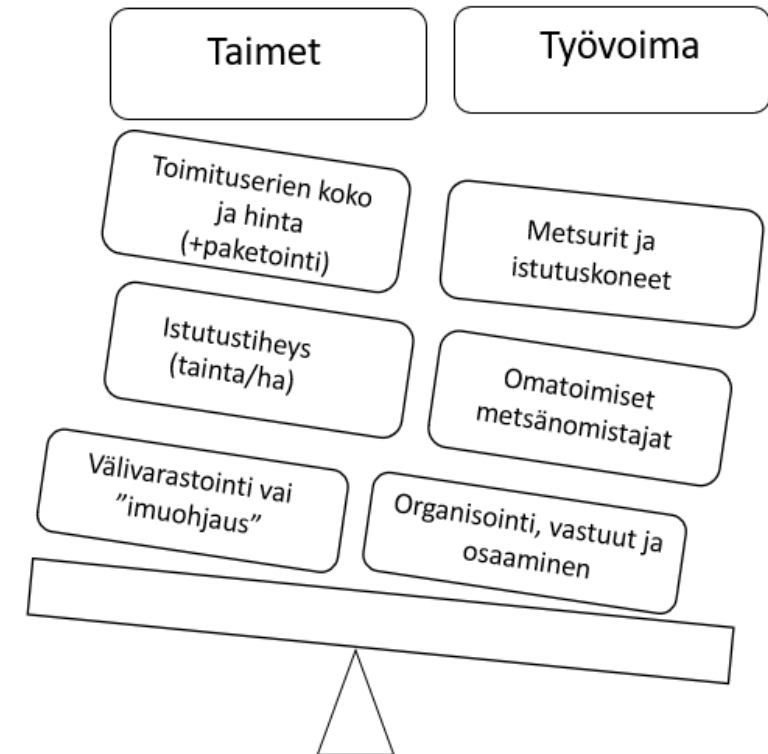 Taimet
Työvoima
Toimituserien koko
ja hinta
(+paketointi)
Metsurit ja
istutuskoneet
Istutustiheys
(tainta/ha)
Omatoimiset
metsänomistajat
Välivarastointi vai
”imuohjaus”
Organisointi, vastuut ja
osaaminen